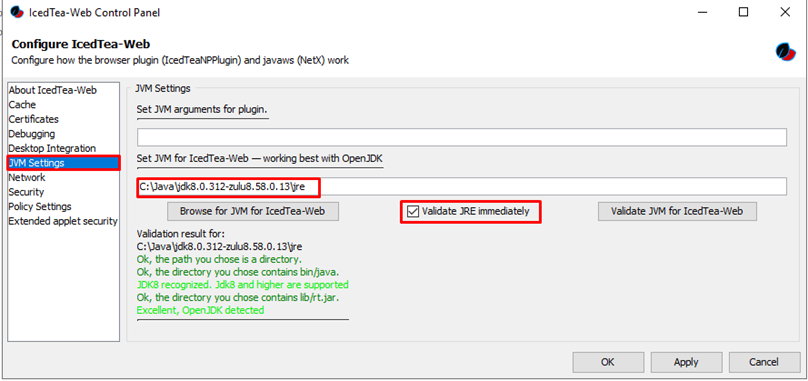 IcedTea-Web Control Panel
Configure IcedTea-Web
Configure how the browser plugin (IcedTeaNPPlugin) and javaws (NetX) work
About IcedTea-Web
Cache
Certificates
Debugging
Desktop Integration
JVM Settings
Network
Security
Policy Settings
Extended applet security
JVM Settings
Set JVM arguments for plugin.
Set JVM for IcedTea-Web — working best with OpenJDK
C:\Java\jdk8.0.312-zulu8.58.0.13\jre
Browse for JVM for IcedTea-Web
Validate JRE immediately
Validate JVM for IcedTea-Web
Validation result for:
C:\Java\jdk8.0.312-zulu8.58.0.13\jre
Ok, the path you chose is a directory.
Ok, the directory you chose contains bin/java.
JDK8 recognized. Jdk8 and higher are supported
Ok, the directory you chose contains lib/rt.jar.
Excellent, OpenJDK detected
OK
Apply
Cancel